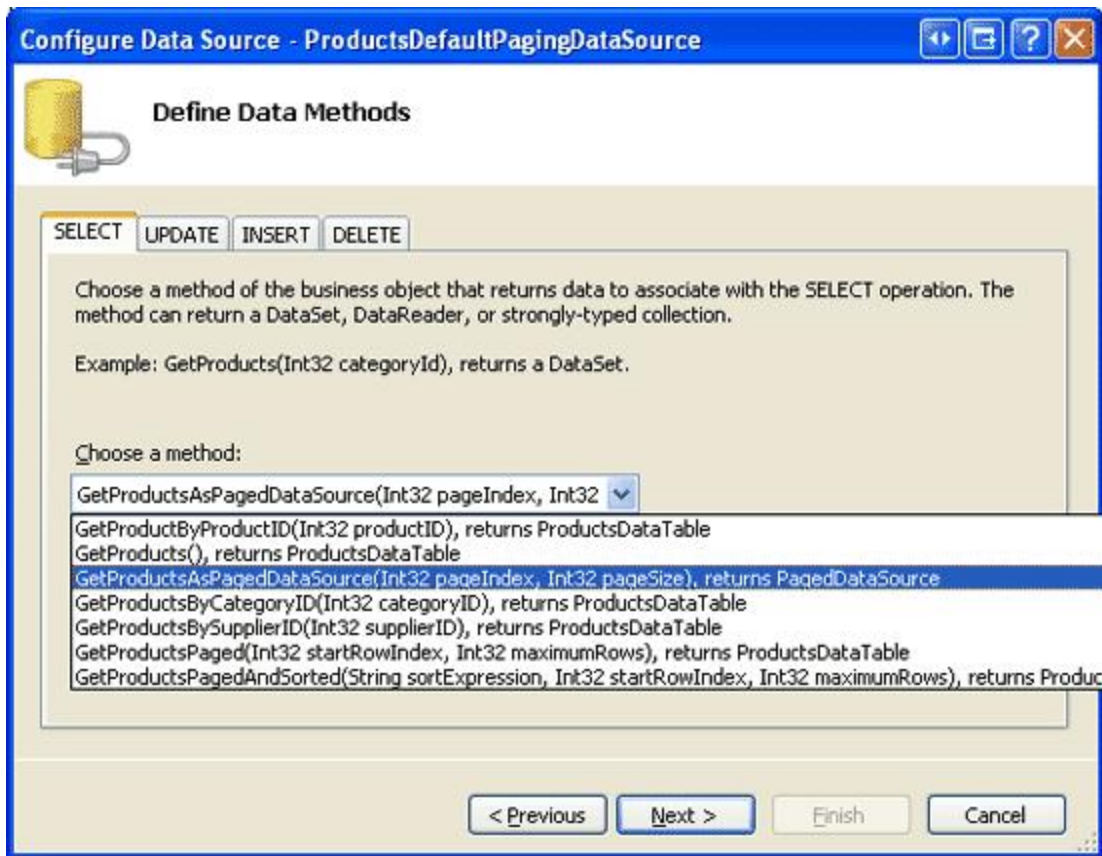 Configure Data Source - ProductsDefaultPagingDataSource
Define Data Methods
SELECT UPDATE INSERT DELETE
Choose a method of the business object that returns data to associate with the SELECT operation. The
method can return a DataSet, DataReader, or strongly-typed collection.
Example: GetProducts(Int32 categoryId), returns a DataSet.
Choose a method:
GetProductsAsPagedDataSource(Int32 pageIndex, Int32
GetProductByProductID(Int32 productID), returns ProductsDataTable
GetProducts(), returns ProductsDataTable
GetProductsAsPagedDataSource(Int32 pageIndex, Int32 pageSize), returns PagedDataSource
GetProductsByCategoryID(Int32 categoryID), returns ProductsDataTable
GetProductsBySupplierID(Int32 supplierID), returns ProductsDataTable
GetProductsPaged(Int32 startRowIndex, Int32 maximumRows), returns ProductsDataTable
GetProductsPagedAndSorted(String sortExpression, Int32 startRowIndex, Int32 maximumRows), returns Produc
< Previous Next > Finish Cancel